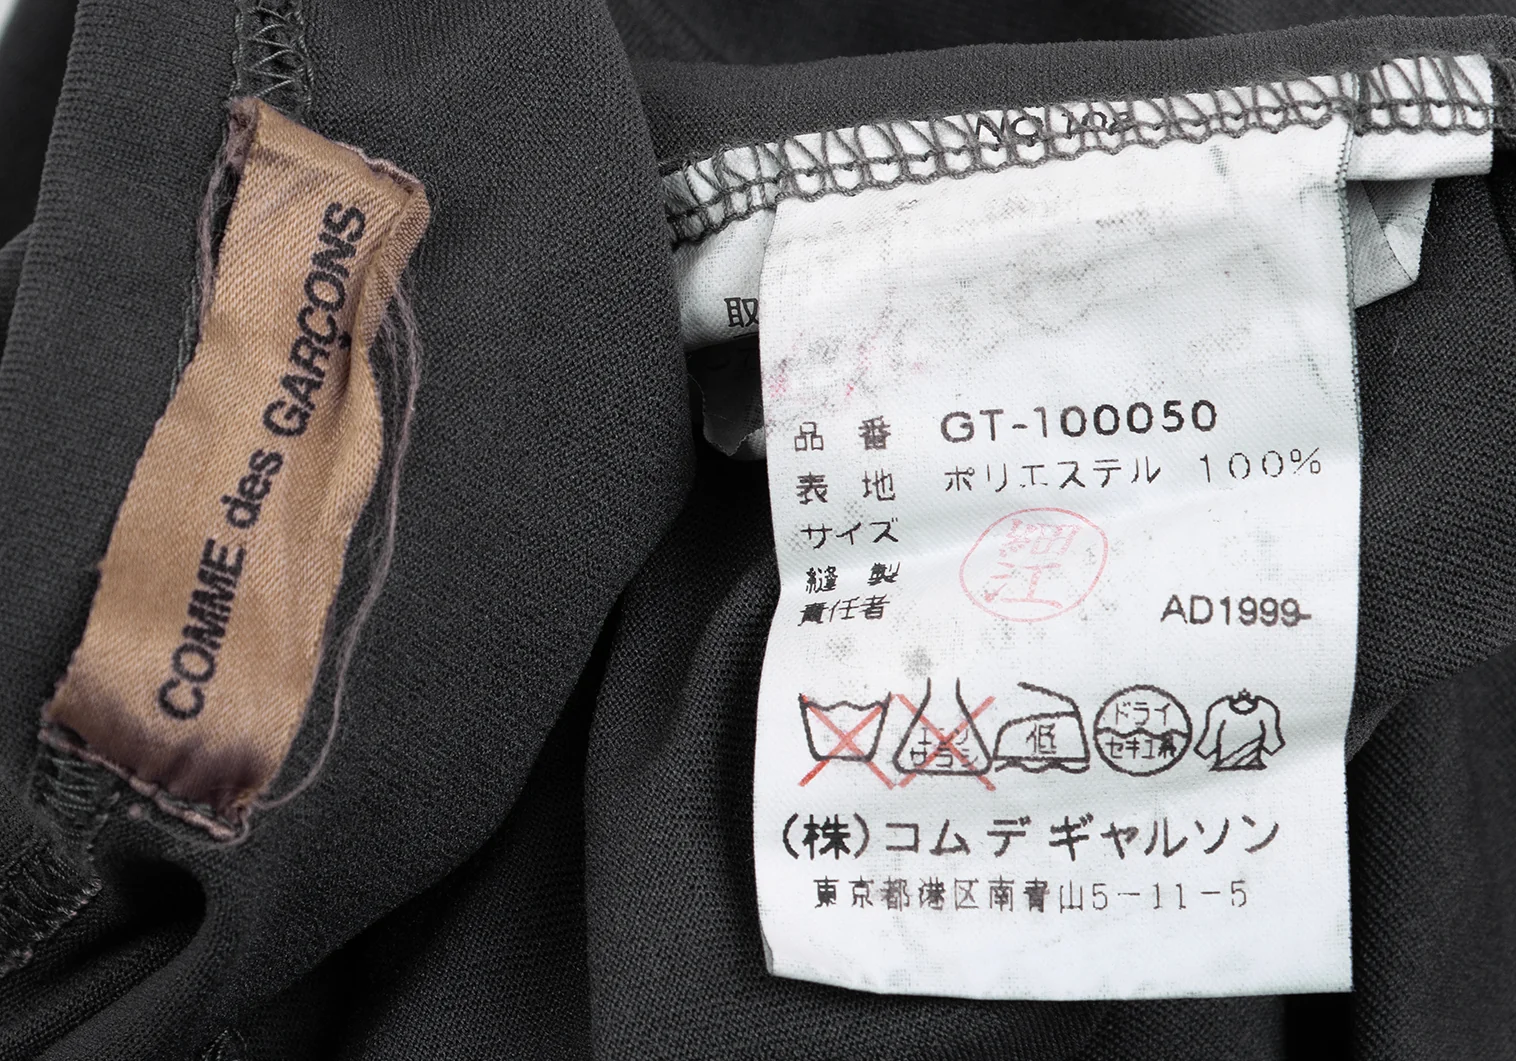 COMME des GARÇONS
取
品番 GT-100050
表地 ポリエステル 100%
サイズ
縫製
責任者
細江
AD1999
低
ドライ
セキユ系
(株)コム デ ギャルソン
東京都港区南青山5-11-5